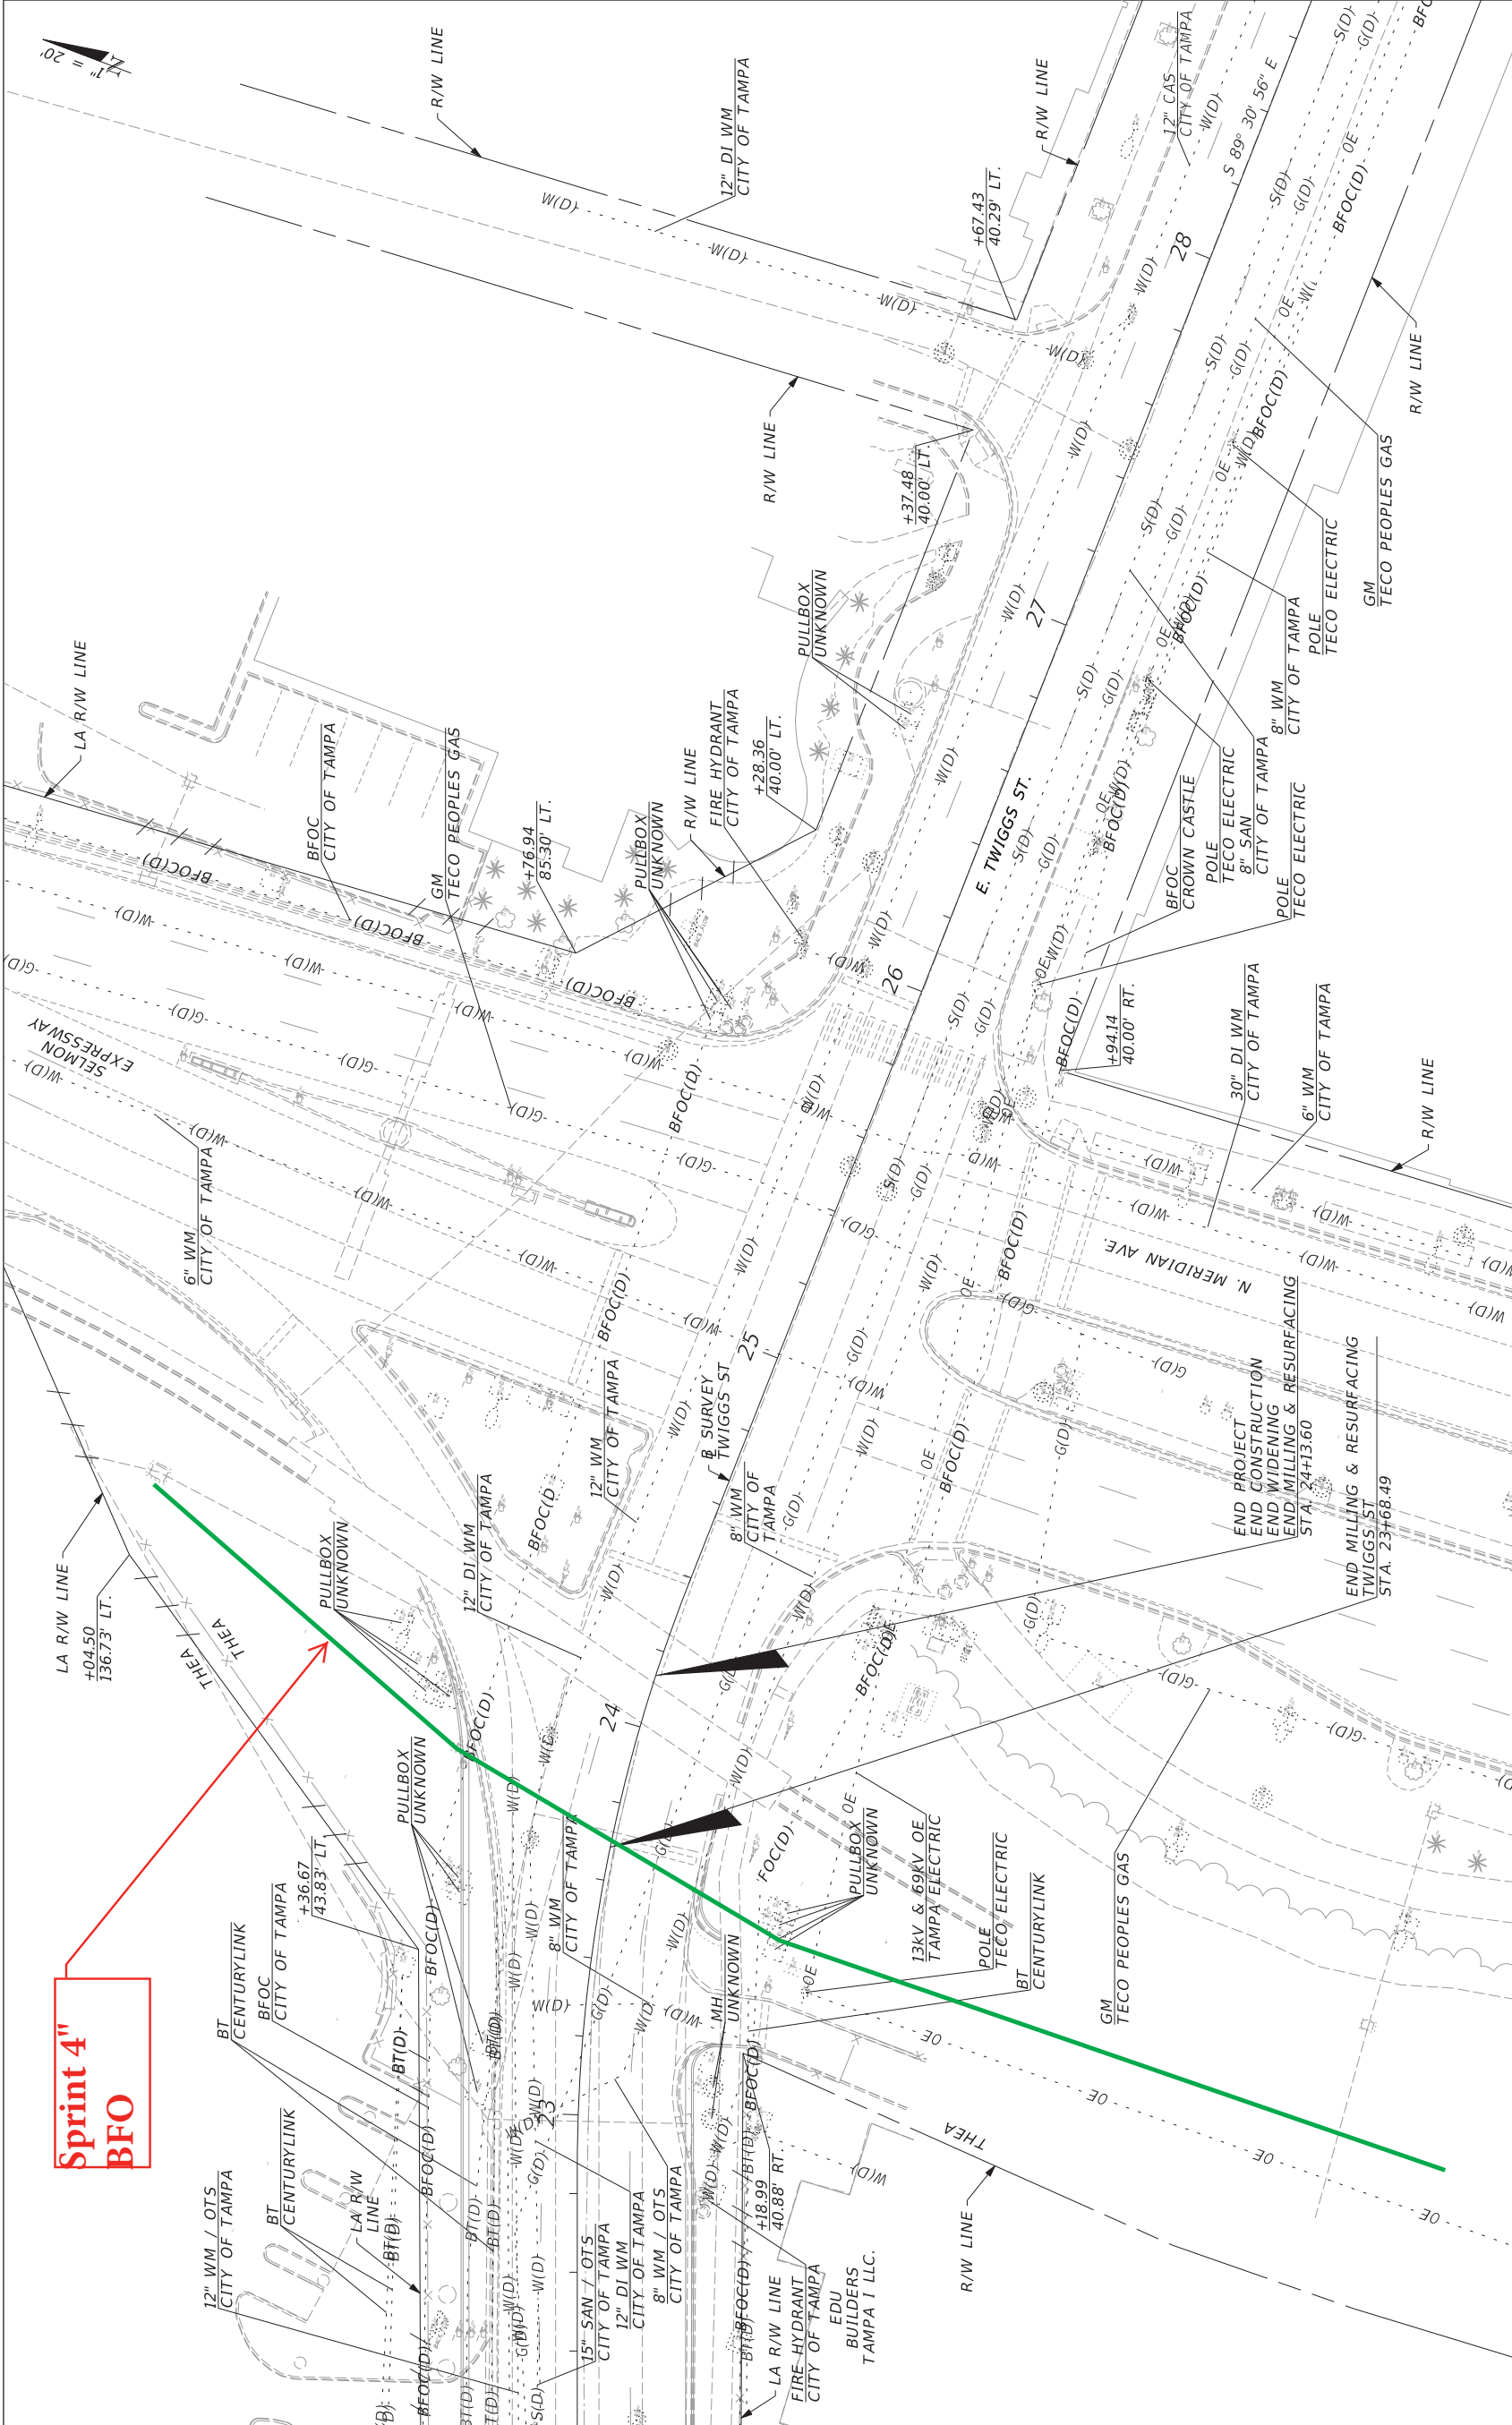 1" = 20'
N
R/W LINE
12" DI WM
CITY OF TAMPA
R/W LINE
12" CAS
CITY OF TAMPA
S 89° 30' 56" E
+67.43
40.29' LT.
28
R/W LINE
R/W LINE
+37.48
40.00' LT.
GM
TECO PEOPLES GAS
POLE
TECO ELECTRIC
8" WM
CITY OF TAMPA
PULLBOX
UNKNOWN
27
LA R/W LINE
BFOC
CITY OF TAMPA
GM
TECO PEOPLES GAS
+76.94
85.30' LT.
PULLBOX
UNKNOWN
R/W LINE
FIRE HYDRANT
CITY OF TAMPA
+28.36
40.00' LT.
E. TWIGGS ST.
BFOC
CROWN CASTLE
POLE
TECO ELECTRIC
8" SAN
CITY OF TAMPA
POLE
TECO ELECTRIC
26
SELMON
EXPRESSWAY
+94.14
40.00' RT.
30" DI WM
CITY OF TAMPA
6" WM
CITY OF TAMPA
R/W LINE
6" WM
CITY OF TAMPA
N. MERIDIAN AVE.
25
B SURVEY
TWIGGS ST
12" WM
CITY OF TAMPA
8" WM
CITY OF
TAMPA
12" DI WM
CITY OF TAMPA
END PROJECT
END CONSTRUCTION
END WIDENING
END MILLING & RESURFACING
STA. 24+13.60
END MILLING & RESURFACING
TWIGGS ST
STA. 23+68.49
LA R/W LINE
+04.50
136.73' LT.
THEA
THEA
PULLBOX
UNKNOWN
24
PULLBOX
UNKNOWN
+36.67
43.83' LT.
8" WM
CITY OF TAMPA
PULLBOX
UNKNOWN
13kV & 69kV OE
TAMPA ELECTRIC
POLE
TECO ELECTRIC
BT
CENTURYLINK
GM
TECO PEOPLES GAS
MH
UNKNOWN
Sprint 4"
BFO
BT
CENTURYLINK
BFOC
CITY OF TAMPA
23
THEA
R/W LINE
12" WM / OTS
CITY OF TAMPA
BT
CENTURYLINK
LA R/W
LINE
15" SAN / OTS
CITY OF TAMPA
12" DI WM
CITY OF TAMPA
8" WM / OTS
CITY OF TAMPA
+18.99
40.88' RT.
LA R/W LINE
FIRE HYDRANT
CITY OF TAMPA
EDU
BUILDERS
TAMPA I LLC.
W(D)
G(D)
S(D)
BFOC(D)
BT(D)
OE